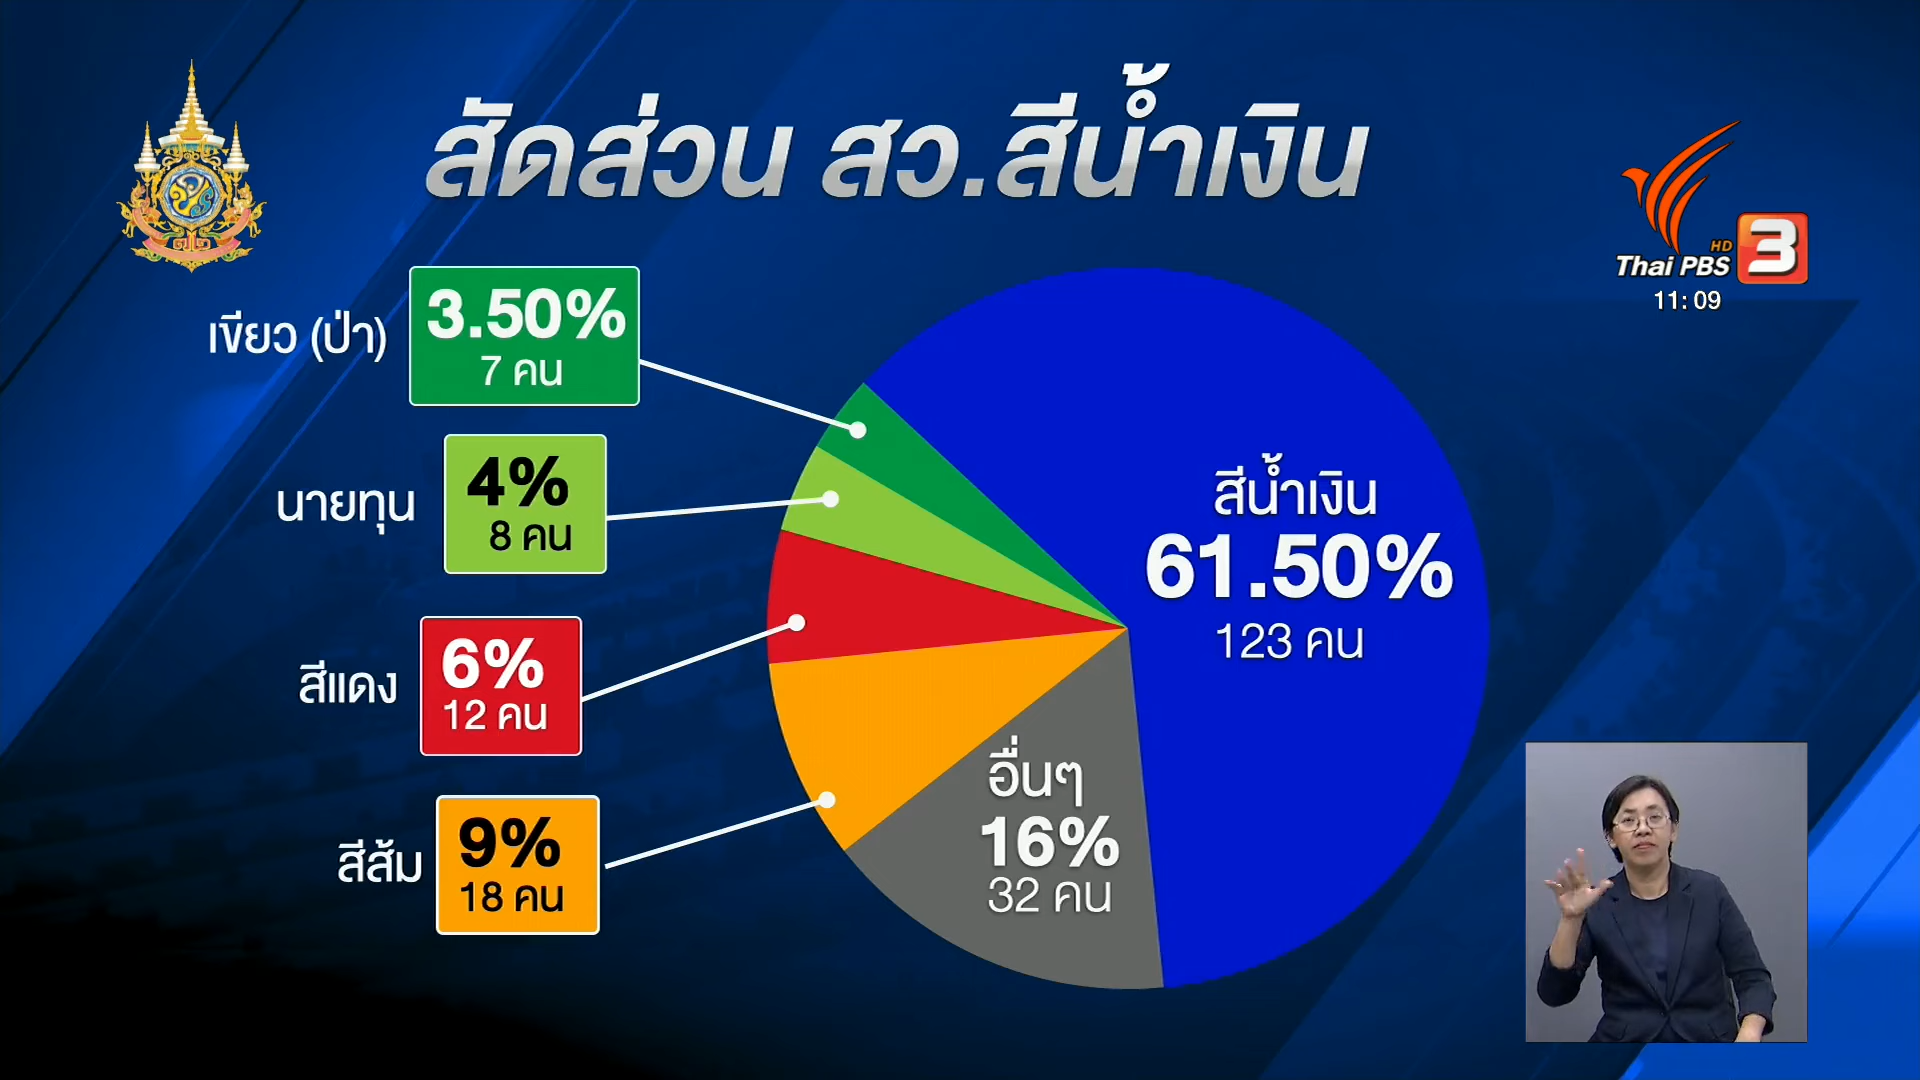 สัดส่วน สว.สีน้ำเงิน
HD
Thai PBS 3
11:09
เขียว (ป่า)
3.50%
7 คน
นายทุน
4%
8 คน
สีแดง
6%
12 คน
สีส้ม
9%
18 คน
สีน้ำเงิน
61.50%
123 คน
อื่นๆ
16%
32 คน
๗๒